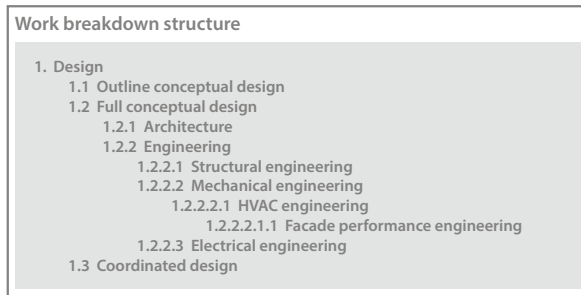 Work breakdown structure
1. Design
1.1 Outline conceptual design
1.2 Full conceptual design
1.2.1 Architecture
1.2.2 Engineering
1.2.2.1 Structural engineering
1.2.2.2 Mechanical engineering
1.2.2.2.1 HVAC engineering
1.2.2.2.1.1 Facade performance engineering
1.2.2.3 Electrical engineering
1.3 Coordinated design